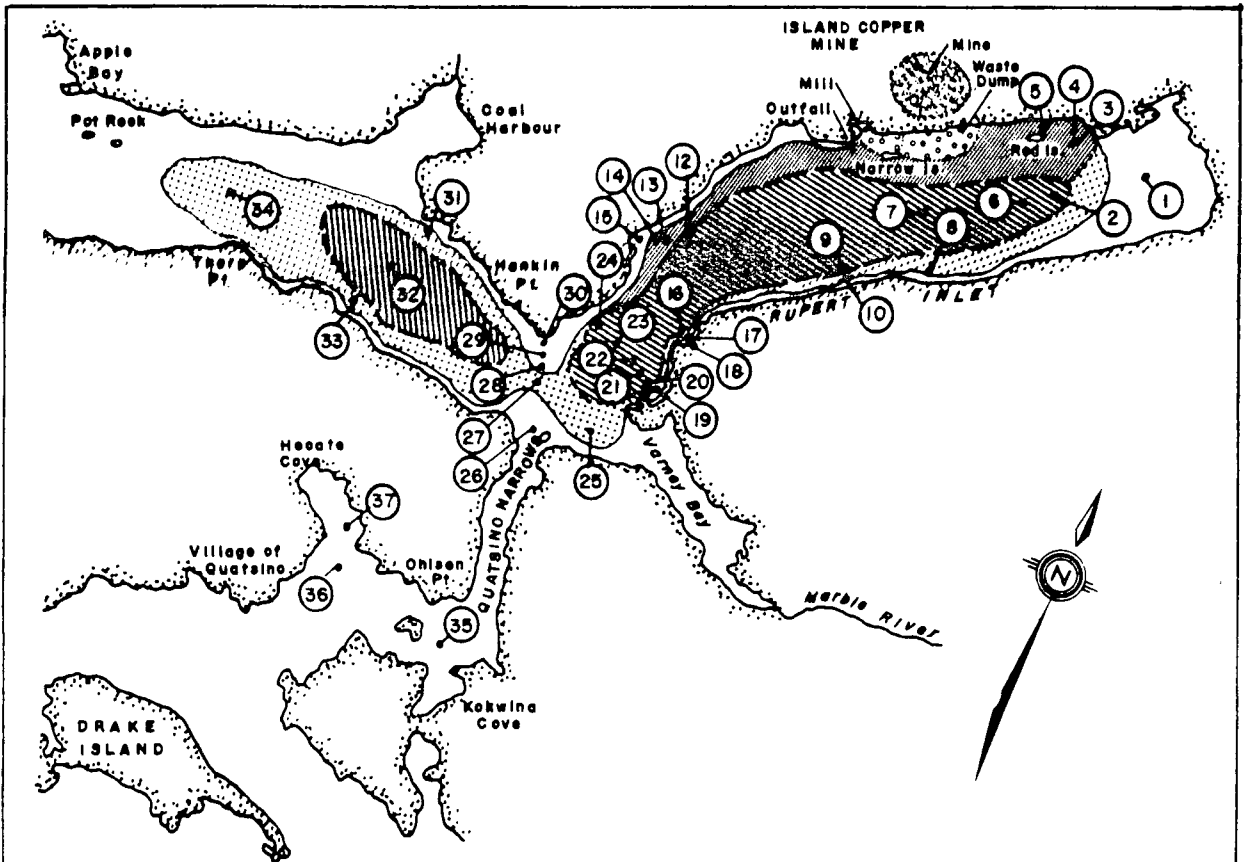 ISLAND COPPER
MINE
Mine
Waste
Dump
Mill
Outfall
Narrow Is.
Red Is.
Apple
Bay
Pot Rock
Coal
Harbour
Hankin
Pt.
Thorp
Pt.
RUPERT INLET
Hecate
Cove
Village of
Quatsino
Ohlsen
Pt.
QUATSINO NARROWS
Varney Bay
Marble River
Kokwina
Cove
DRAKE
ISLAND
N
1
2
3
4
5
6
7
8
9
10
12
13
14
15
16
17
18
19
20
21
22
23
24
25
26
27
28
29
30
31
32
33
34
35
36
37